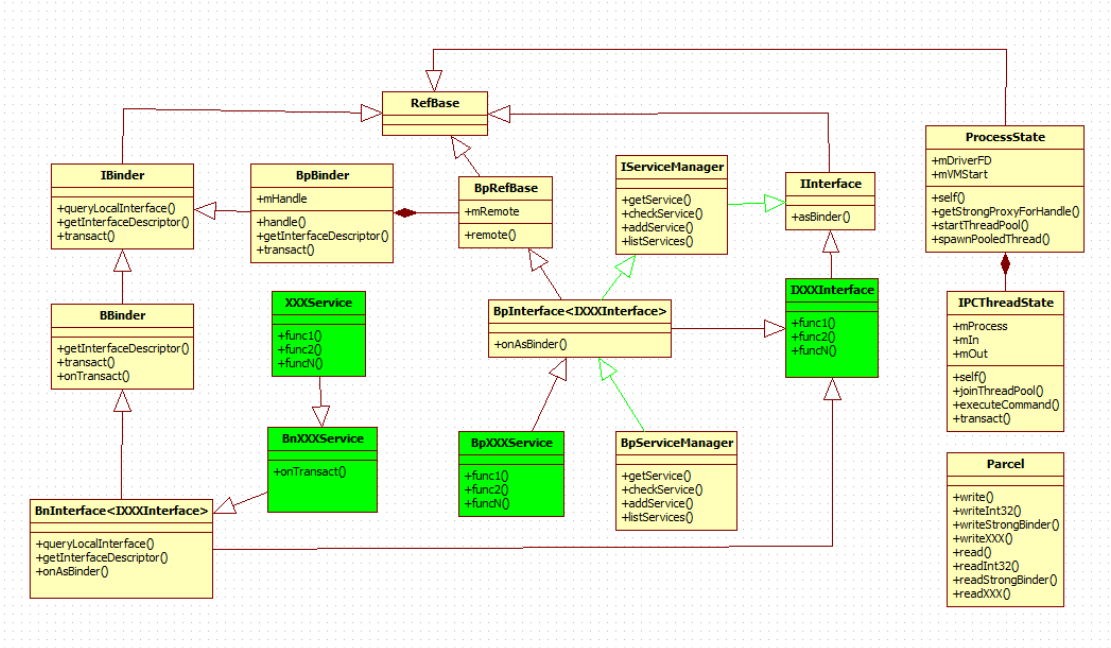 RefBase
IBinder
+queryLocalInterface()
+getInterfaceDescriptor()
+transact()
BpBinder
+mHandle
+handle()
+getInterfaceDescriptor()
+transact()
BpRefBase
+mRemote
+remote()
IServiceManager
+getService()
+checkService()
+addService()
+listServices()
IInterface
+asBinder()
ProcessState
+mDriverFD
+mVMStart
+self()
+getStrongProxyForHandle()
+startThreadPool()
+spawnPooledThread()
BBinder
+getInterfaceDescriptor()
+transact()
+onTransact()
XXXService
+func1()
+func2()
+funcN()
BpInterface<IXXXInterface>
+onAsBinder()
IXXXInterface
+func1()
+func2()
+funcN()
IPCThreadState
+mProcess
+mIn
+mOut
+self()
+joinThreadPool()
+executeCommand()
+transact()
BnXXXService
+onTransact()
BpXXXService
+func1()
+func2()
+funcN()
BpServiceManager
+getService()
+checkService()
+addService()
+listServices()
Parcel
+write()
+writeInt32()
+writeStrongBinder()
+writeXXX()
+read()
+readInt32()
+readStrongBinder()
+readXXX()
BnInterface<IXXXInterface>
+queryLocalInterface()
+getInterfaceDescriptor()
+onAsBinder()